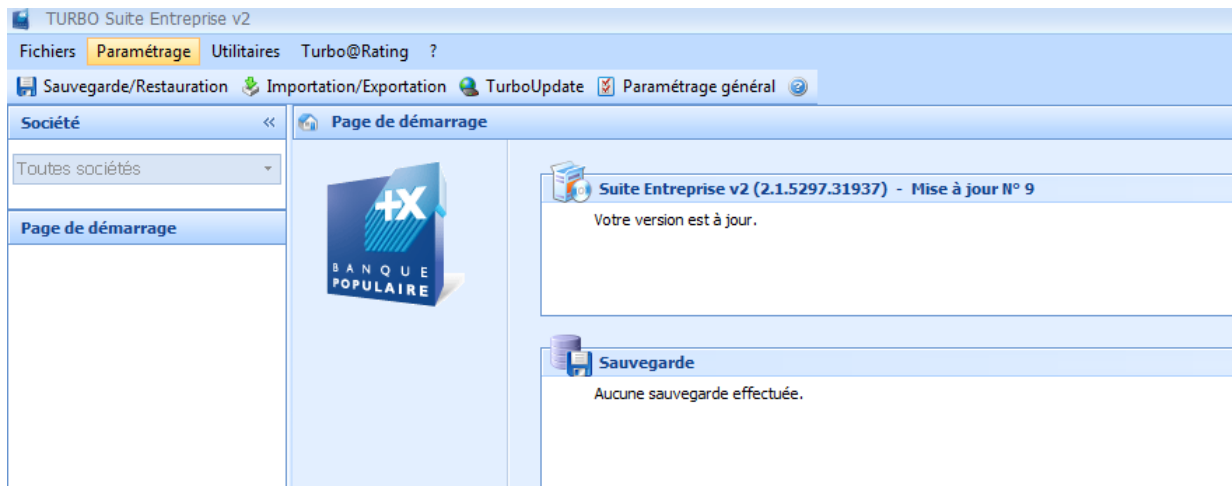 TURBO Suite Entreprise v2
Fichiers Paramétrage Utilitaires Turbo@Rating ?
Sauvegarde/Restauration Importation/Exportation TurboUpdate Paramétrage général
Société «
Page de démarrage
Toutes sociétés
Page de démarrage
+X
BANQUE
POPULAIRE
Suite Entreprise v2 (2.1.5297.31937) - Mise à jour N° 9
Votre version est à jour.
Sauvegarde
Aucune sauvegarde effectuée.